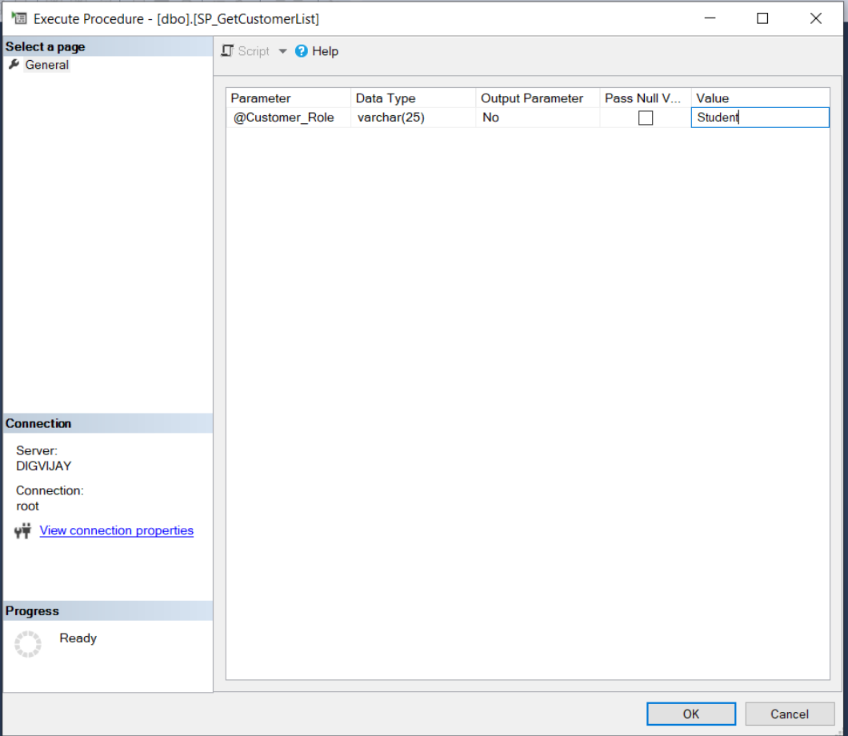 Execute Procedure - [dbo].[SP_GetCustomerList]
Select a page
General
Script
Help
Parameter Data Type Output Parameter Pass Null V... Value
@Customer_Role varchar(25) No Student
Connection
Server:
DIGVIJAY
Connection:
root
View connection properties
Progress
Ready
OK Cancel